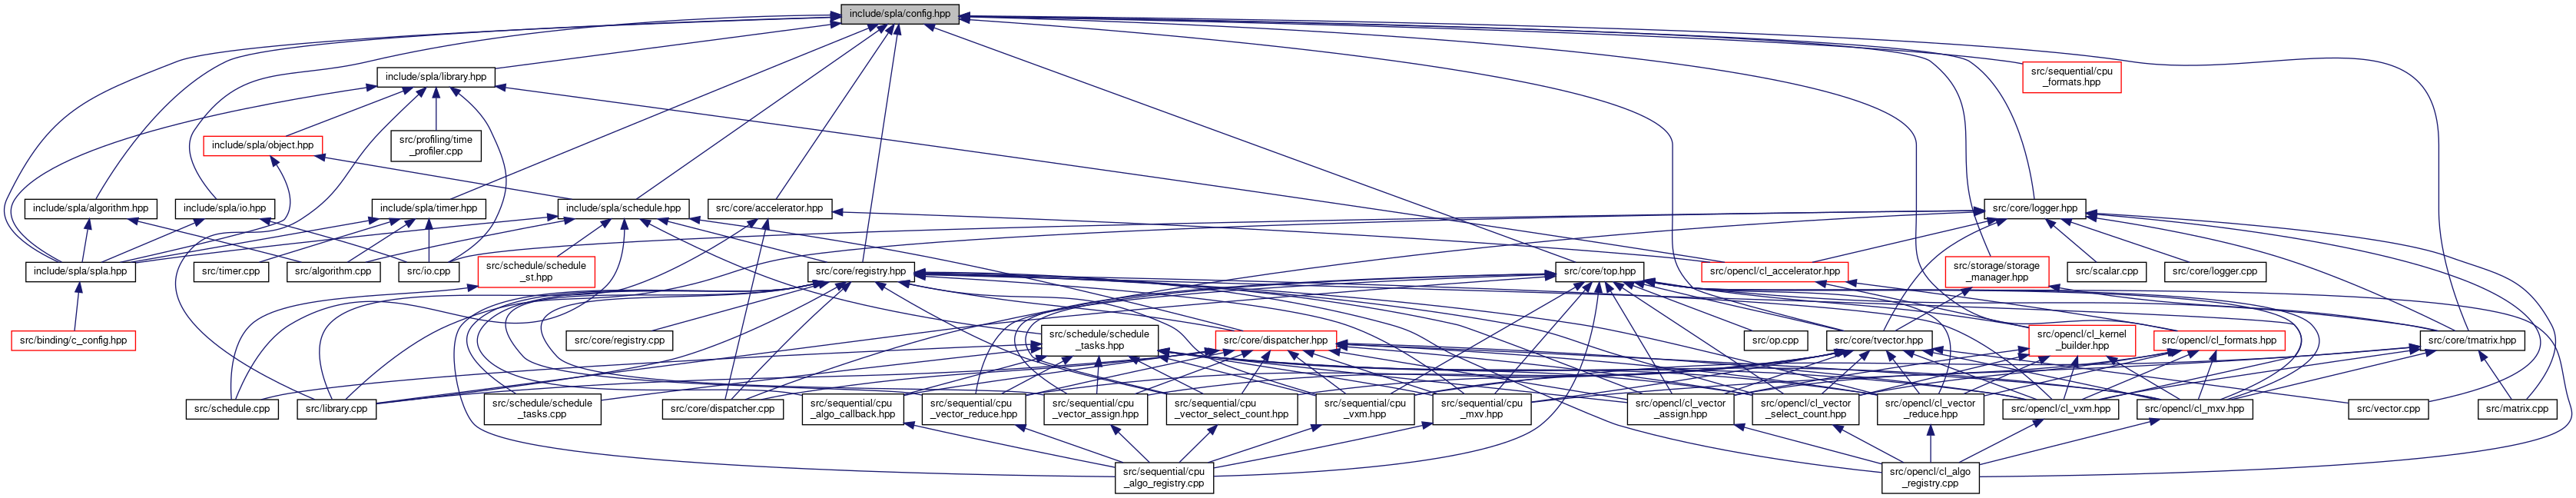 include/spla/config.hpp
include/spla/library.hpp
src/sequential/cpu
_formats.hpp
include/spla/object.hpp
src/profiling/time
_profiler.cpp
include/spla/algorithm.hpp
include/spla/io.hpp
include/spla/timer.hpp
include/spla/schedule.hpp
src/core/accelerator.hpp
src/core/logger.hpp
include/spla/spla.hpp
src/timer.cpp
src/algorithm.cpp
src/io.cpp
src/schedule/schedule
_st.hpp
src/core/registry.hpp
src/core/top.hpp
src/opencl/cl_accelerator.hpp
src/storage/storage
_manager.hpp
src/scalar.cpp
src/core/logger.cpp
src/binding/c_config.hpp
src/core/registry.cpp
src/schedule/schedule
_tasks.hpp
src/core/dispatcher.hpp
src/op.cpp
src/core/tvector.hpp
src/opencl/cl_kernel
_builder.hpp
src/opencl/cl_formats.hpp
src/core/tmatrix.hpp
src/schedule.cpp
src/library.cpp
src/schedule/schedule
_tasks.cpp
src/core/dispatcher.cpp
src/sequential/cpu
_algo_callback.hpp
src/sequential/cpu
_vector_reduce.hpp
src/sequential/cpu
_vector_assign.hpp
src/sequential/cpu
_vector_select_count.hpp
src/sequential/cpu
_vxm.hpp
src/sequential/cpu
_mxv.hpp
src/opencl/cl_vector
_assign.hpp
src/opencl/cl_vector
_select_count.hpp
src/opencl/cl_vector
_reduce.hpp
src/opencl/cl_vxm.hpp
src/opencl/cl_mxv.hpp
src/vector.cpp
src/matrix.cpp
src/sequential/cpu
_algo_registry.cpp
src/opencl/cl_algo
_registry.cpp